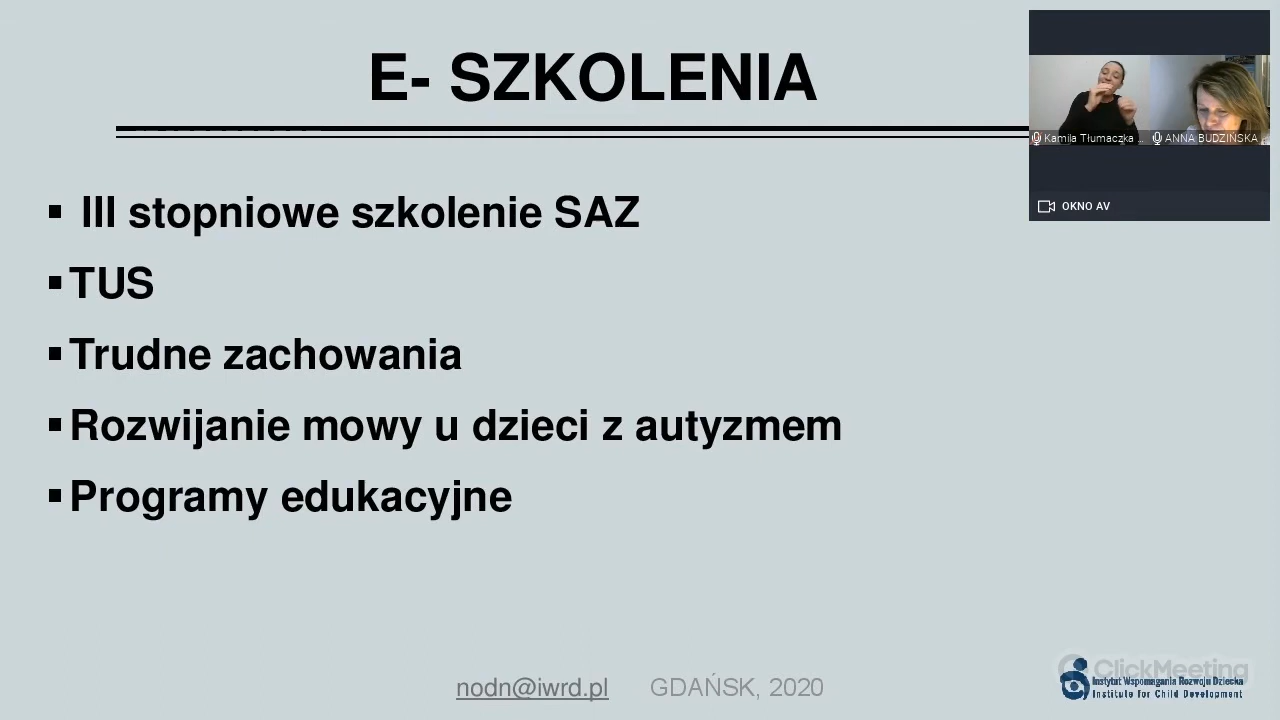 E- SZKOLENIA
Kamila Tłumaczka ...
ANNA BUDZIŃSKA ...
OKNO AV
▪ III stopniowe szkolenie SAZ
▪ TUS
▪ Trudne zachowania
▪ Rozwijanie mowy u dzieci z autyzmem
▪ Programy edukacyjne
nodn@iwrd.pl GDAŃSK, 2020
ClickMeeting
Instytut Wspomagania Rozwoju Dziecka
Institute for Child Development